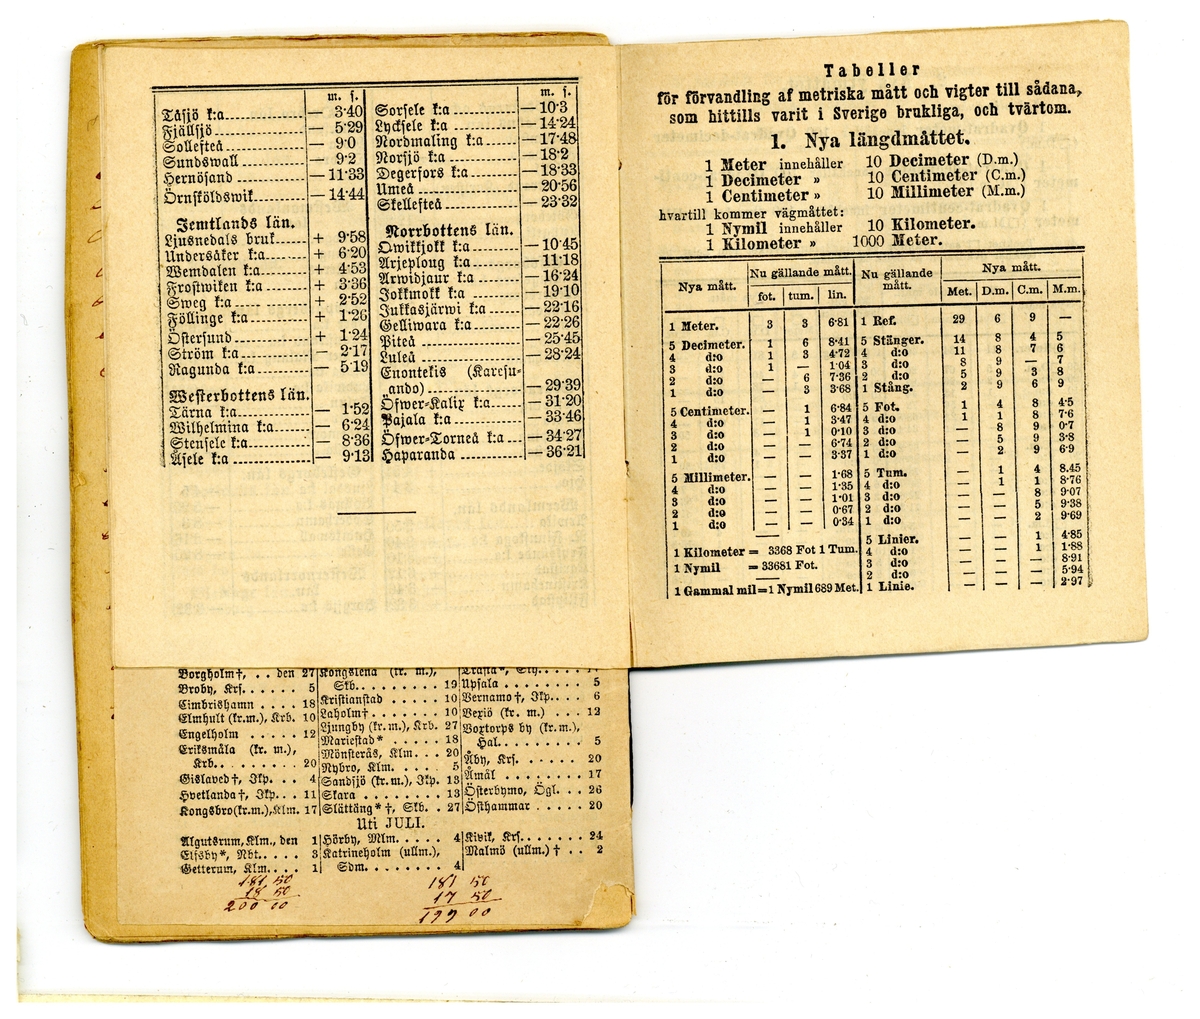 m. s.
Tåsjö k:a — 3·40
Fjällsjö — 5·29
Sollefteå — 9·0
Sundswall — 9·2
Hernösand — 11·33
Örnsköldswik — 14·44
Jemtlands län.
Ljusnedals bruk + 9·58
Undersåker k:a + 6·20
Wemdalen k:a + 4·53
Frostwiken k:a + 3·36
Sweg k:a + 2·52
Föllinge k:a + 1·26
Östersund + 1·24
Ström k:a — 2·17
Ragunda k:a — 5·19
Westerbottens län.
Tärna k:a — 1·52
Wilhelmina k:a — 6·24
Stensele k:a — 8·36
Åsele k:a — 9·13
m. s.
Sorsele k:a — 10·3
Lycksele k:a — 14·24
Nordmaling k:a — 17·48
Norsjö k:a — 18·2
Degerfors k:a — 18·33
Umeå — 20·56
Skellefteå — 23·32
Norrbottens län.
Qwikkjokk k:a — 10·45
Arjeploug k:a — 11·18
Arwidjaur k:a — 16·24
Jokkmokk k:a — 19·10
Jukkasjärwi k:a — 22·16
Gelliwara k:a — 22·26
Piteå — 25·45
Luleå — 28·24
Enontekis (Karesu-
ando) — 29·39
Öfwer-Kalix k:a — 31·20
Pajala k:a — 33·46
Öfwer-Torneå k:a — 34·27
Haparanda — 36·21
Tabeller
för förvandling af metriska mått och vigter till sådana,
som hittills varit i Sverige brukliga, och tvärtom.
1. Nya längdmåttet.
1 Meter innehåller 10 Decimeter (D.m.)
1 Decimeter » 10 Centimeter (C.m.)
1 Centimeter » 10 Millimeter (M.m.)
hvartill kommer vägmåttet:
1 Nymil innehåller 10 Kilometer.
1 Kilometer » 1000 Meter.
Nya mått. Nu gällande mått.
fot. tum. lin.
1 Meter. 3 3 6·81
5 Decimeter. 1 6 8·41
4 d:o 1 3 4·72
3 d:o 1 — 1·04
2 d:o — 6 7·36
1 d:o — 3 3·68
5 Centimeter. — 1 6·84
4 d:o — 1 3·47
3 d:o — 1 0·10
2 d:o — — 6·74
1 d:o — — 3·37
5 Millimeter. — — 1·68
4 d:o — — 1·35
3 d:o — — 1·01
2 d:o — — 0·67
1 d:o — — 0·34
1 Kilometer = 3368 Fot 1 Tum.
1 Nymil = 33681 Fot.
1 Gammal mil = 1 Nymil 689 Met.
Nu gällande mått. Nya mått.
Met. D.m. C.m. M.m.
1 Ref. 29 6 9 —
5 Stänger. 14 8 4 5
4 d:o 11 8 7 6
3 d:o 8 9 — 7
2 d:o 5 9 3 8
1 Stång. 2 9 6 9
5 Fot. 1 4 8 4·5
4 d:o 1 1 8 7·6
3 d:o — 8 9 0·7
2 d:o — 5 9 3·8
1 d:o — 2 9 6·9
5 Tum. — 1 4 8.45
4 d:o — 1 1 8·76
3 d:o — — 8 9·07
2 d:o — — 5 9·38
1 d:o — — 2 9·69
5 Linier. — — 1 4·85
4 d:o — — 1 1·88
3 d:o — — — 8·91
2 d:o — — — 5·94
1 Linie. — — — 2·97
Borgholm†, . . den 27
Broby, Krs. . . . . . 5
Cimbrishamn . . . . 18
Elmhult (kr.m.), Krb. 10
Engelholm . . . . . 12
Eriksmåla (kr. m.),
Krb. . . . . . . . . 20
Gislaved†, Jkp. . . 4
Hvetlanda†, Jkp. . . 11
Kongsbro (kr.m.), Klm. 17
Kongslena (kr. m.),
Skb. . . . . . . . . 19
Kristianstad . . . . . 10
Laholm† . . . . . . 10
Ljungby (kr.m.), Krb. 27
Mariestad* . . . . . 18
Mönsterås, Klm. . . . 20
Nybro, Klm. . . . . 5
Sandsjö (kr.m.), Jkp. 13
Skara . . . . . . . 13
Slättäng*†, Skb. . . 27
Upsala . . . . . . . 5
Vernamo†, Jkp. . . . 6
Vexiö (kr. m.) . . . 12
Voxtorps by (kr.m.),
Hal. . . . . . . . . 5
Åby, Krs. . . . . . 20
Åmål . . . . . . . 17
Österbymo, Ögl. . . 26
Östhammar . . . . . 20
Uti JULI.
Algutsrum, Klm., den 1
Elfsby*, Nbt. . . . . 3
Getterum, Klm. . . . 1
Hörby, Mlm. . . . . 4
Katrineholm (ullm.),
Sdm. . . . . . . . . 4
Kivik, Krs. . . . . . 24
Malmö (ullm.)† . . 2
181 50
18 50
200 00
181 50
17 50
199 00